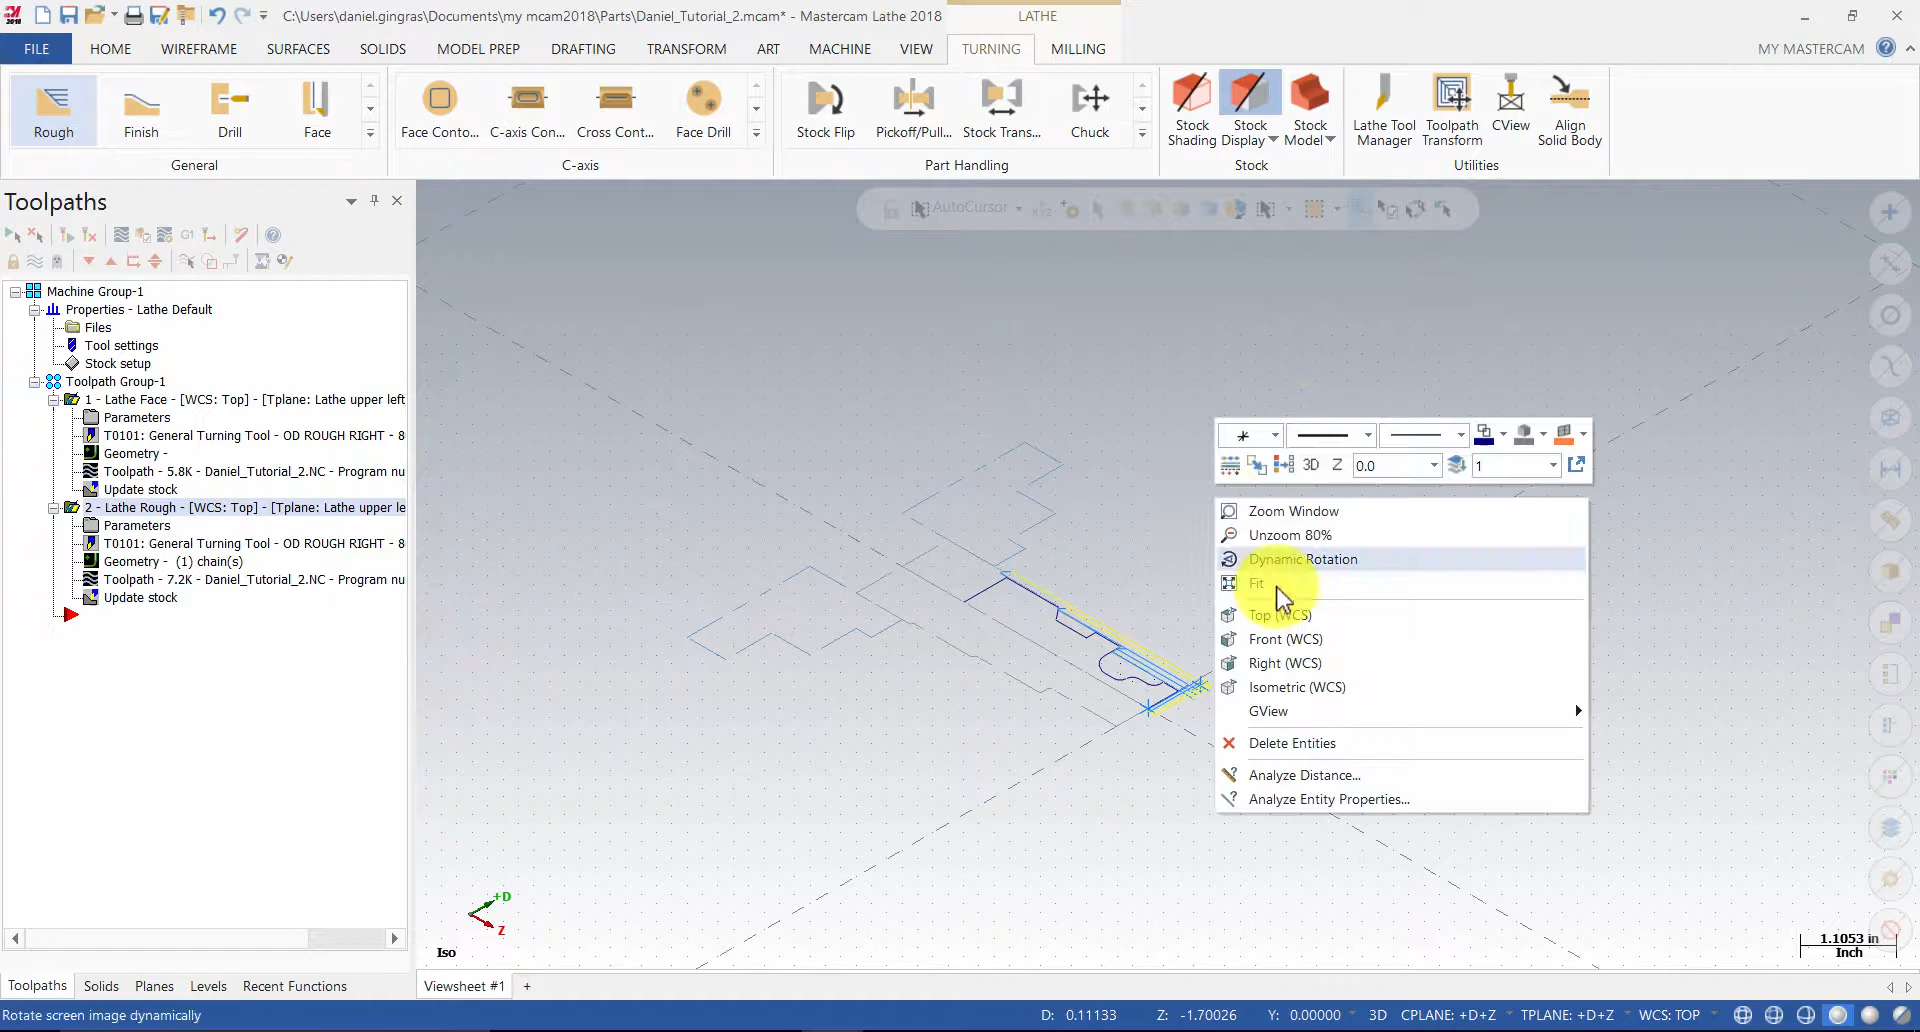 C:\Users\daniel.gingras\Documents\my mcam2018\Parts\Daniel_Tutorial_2.mcam* - Mastercam Lathe 2018
LATHE
FILE HOME WIREFRAME SURFACES SOLIDS MODEL PREP DRAFTING TRANSFORM ART MACHINE VIEW TURNING MILLING MY MASTERCAM
Rough Finish Drill Face
General
Face Conto... C-axis Con... Cross Cont... Face Drill
C-axis
Stock Flip Pickoff/Pull... Stock Trans... Chuck
Part Handling
Stock Shading
Stock Display
Stock Model
Stock
Lathe Tool Manager
Toolpath Transform
CView
Align Solid Body
Utilities
Toolpaths
G1
Machine Group-1
Properties - Lathe Default
Files
Tool settings
Stock setup
Toolpath Group-1
1 - Lathe Face - [WCS: Top] - [Tplane: Lathe upper left
Parameters
T0101: General Turning Tool - OD ROUGH RIGHT - 8
Geometry -
Toolpath - 5.8K - Daniel_Tutorial_2.NC - Program nu
Update stock
2 - Lathe Rough - [WCS: Top] - [Tplane: Lathe upper le
Parameters
T0101: General Turning Tool - OD ROUGH RIGHT - 8
Geometry - (1) chain(s)
Toolpath - 7.2K - Daniel_Tutorial_2.NC - Program nu
Update stock
AutoCursor
3D Z 0.0 1
Zoom Window
Unzoom 80%
Dynamic Rotation
Fit
Top (WCS)
Front (WCS)
Right (WCS)
Isometric (WCS)
GView
Delete Entities
Analyze Distance...
Analyze Entity Properties...
+D
Z
Iso
1.1053 in
Inch
Toolpaths Solids Planes Levels Recent Functions
Viewsheet #1 +
Rotate screen image dynamically
D: 0.11133 Z: -1.70026 Y: 0.00000 3D CPLANE: +D+Z TPLANE: +D+Z WCS: TOP